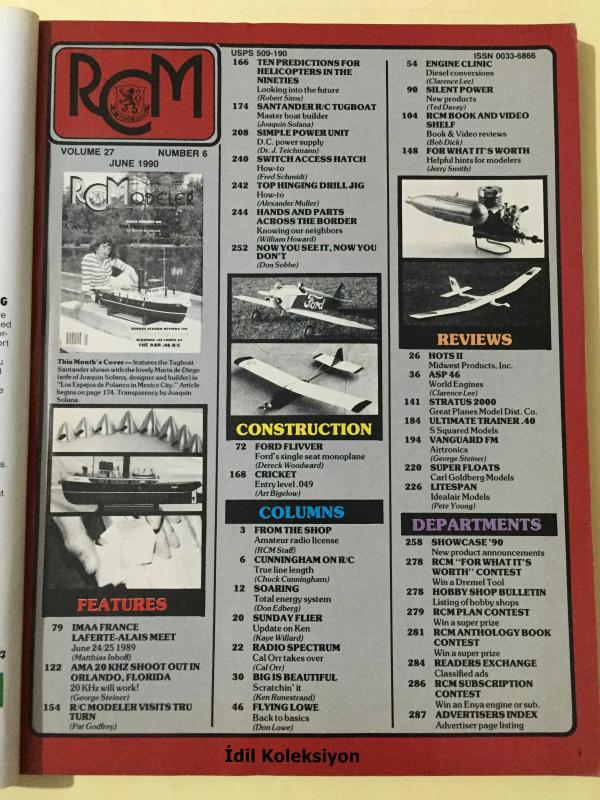 RCM
VOLUME 27 NUMBER 6
JUNE 1990
RCMODELER
THE ASP .46 R/C
This Month's Cover — features the Tugboat
Santander shown with the lovely Maria de Diego
(wife of Joaquin Solana, designer and builder) in
"Los Espejos de Polanco in Mexico City." Article
begins on page 174. Transparency by Joaquin
Solana.
FEATURES
79 IMAA FRANCE
LAFERTE-ALAIS MEET
June 24/25 1989
(Matthias Inhoff)
122 AMA 20 KHZ SHOOT OUT IN
ORLANDO, FLORIDA
20 KHz will work!
(George Steiner)
154 R/C MODELER VISITS TRU
TURN
(Pat Godfrey)
USPS 509-190
166 TEN PREDICTIONS FOR
HELICOPTERS IN THE
NINETIES
Looking into the future
(Robert Sims)
174 SANTANDER R/C TUGBOAT
Master boat builder
(Joaquin Solana)
208 SIMPLE POWER UNIT
D.C. power supply
(Dr. J. Teichmann)
240 SWITCH ACCESS HATCH
How-to
(Fred Schmidt)
242 TOP HINGING DRILL JIG
How-to
(Alexander Muller)
244 HANDS AND PARTS
ACROSS THE BORDER
Knowing our neighbors
(William Howard)
252 NOW YOU SEE IT, NOW YOU
DON'T
(Don Sobbe)
Ford
CONSTRUCTION
72 FORD FLIVVER
Ford's single seat monoplane
(Dereck Woodward)
168 CRICKET
Entry level .049
(Art Bigelow)
COLUMNS
3 FROM THE SHOP
Amateur radio license
(RCM Staff)
6 CUNNINGHAM ON R/C
True line length
(Chuck Cunningham)
12 SOARING
Total energy system
(Don Edberg)
20 SUNDAY FLIER
Update on Ken
(Kaye Willard)
22 RADIO SPECTRUM
Cal Orr takes over
(Cal Orr)
30 BIG IS BEAUTIFUL
Scratchin' it
(Ken Runestrand)
46 FLYING LOWE
Back to basics
(Don Lowe)
ISSN 0033-6866
54 ENGINE CLINIC
Diesel conversions
(Clarence Lee)
90 SILENT POWER
New products
(Ted Davey)
104 RCM BOOK AND VIDEO
SHELF
Book & Video reviews
(Bob Dick)
148 FOR WHAT IT'S WORTH
Helpful hints for modelers
(Jerry Smith)
REVIEWS
26 HOTS II
Midwest Products, Inc.
36 ASP 46
World Engines
(Clarence Lee)
141 STRATUS 2000
Great Planes Model Dist. Co.
184 ULTIMATE TRAINER .40
S Squared Models
194 VANGUARD FM
Airtronics
(George Steiner)
220 SUPER FLOATS
Carl Goldberg Models
226 LITESPAN
Idealair Models
(Pete Young)
DEPARTMENTS
258 SHOWCASE '90
New product announcements
278 RCM "FOR WHAT IT'S
WORTH" CONTEST
Win a Dremel Tool
278 HOBBY SHOP BULLETIN
Listing of hobby shops
279 RCM PLAN CONTEST
Win a super prize
281 RCM ANTHOLOGY BOOK
CONTEST
Win a super prize
284 READERS EXCHANGE
Classified ads
286 RCM SUBSCRIPTION
CONTEST
Win an Enya engine or sub.
287 ADVERTISERS INDEX
Advertiser page listing
1
İdil Koleksiyon